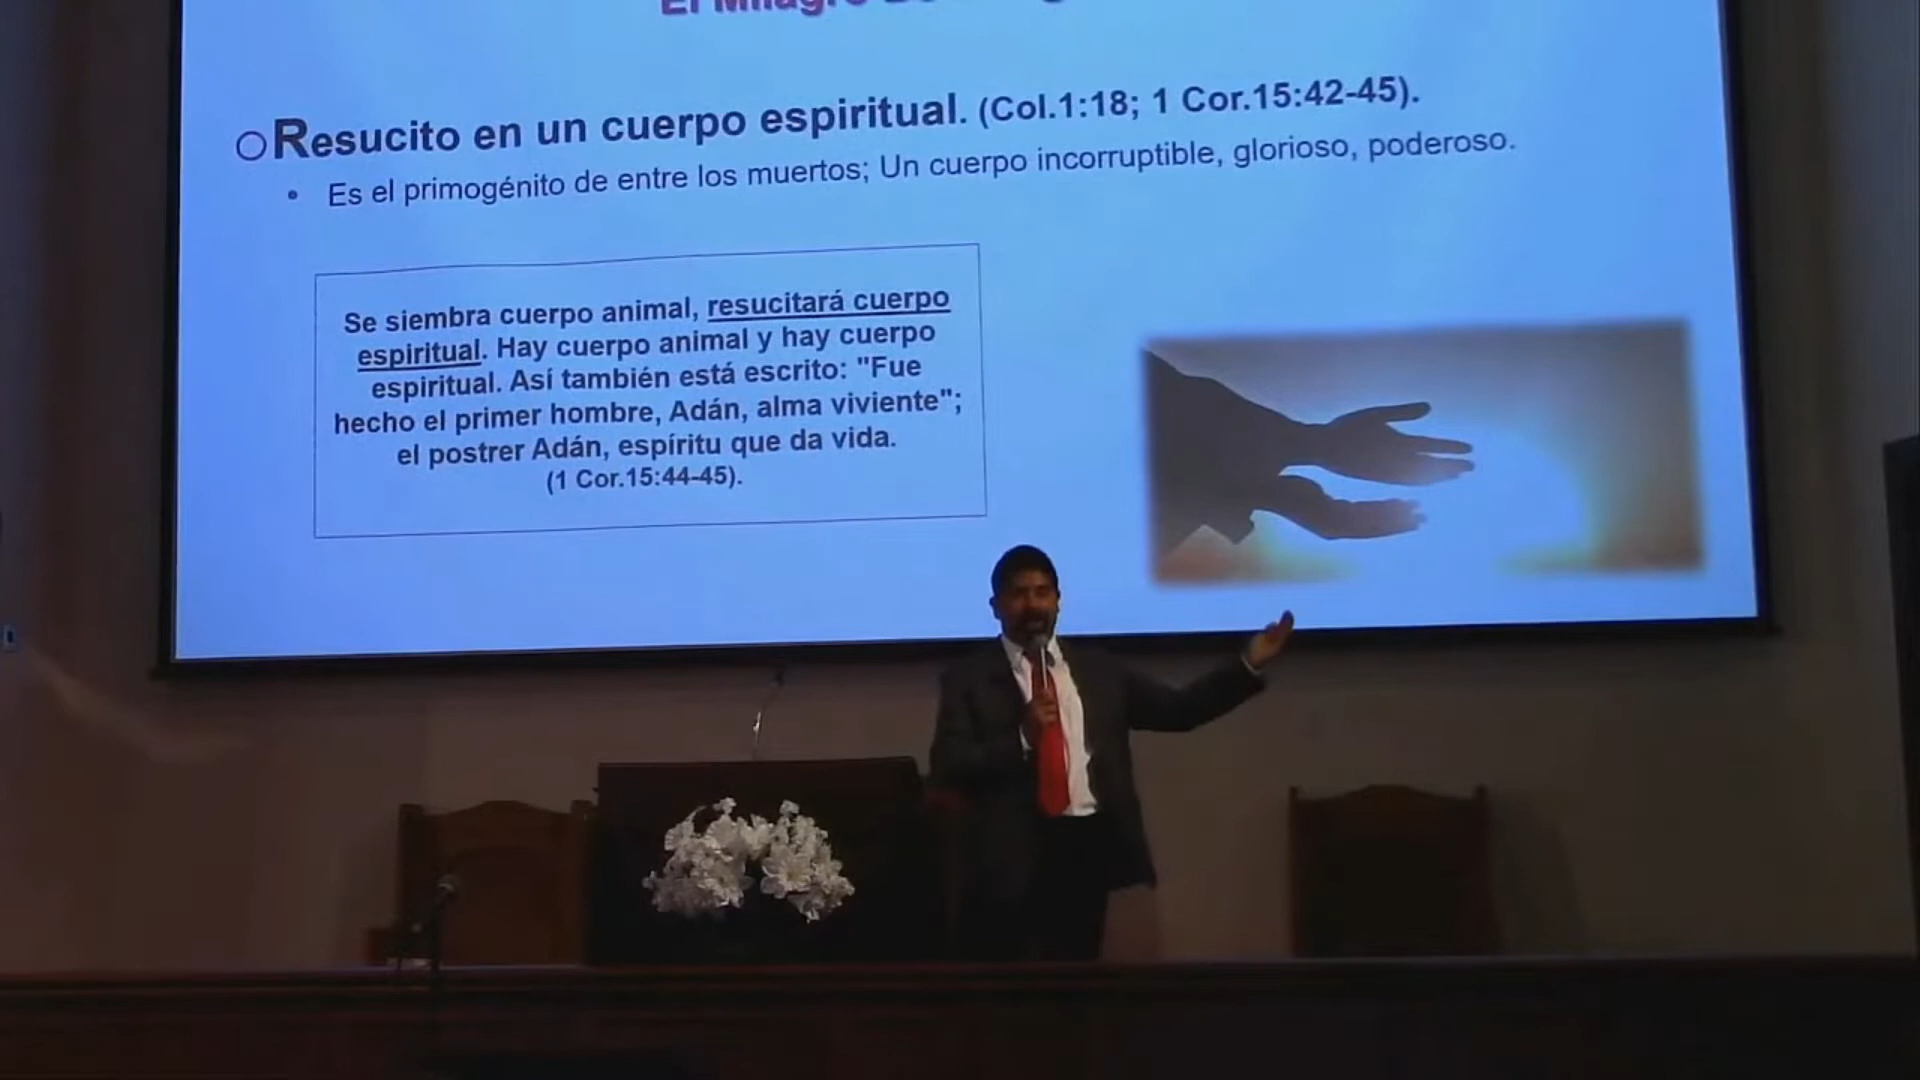 El Milagro
Resucito en un cuerpo espiritual. (Col.1:18; 1 Cor.15:42-45).
• Es el primogénito de entre los muertos; Un cuerpo incorruptible, glorioso, poderoso.
Se siembra cuerpo animal, resucitará cuerpo
espiritual. Hay cuerpo animal y hay cuerpo
espiritual. Así también está escrito: "Fue
hecho el primer hombre, Adán, alma viviente";
el postrer Adán, espíritu que da vida.
(1 Cor.15:44-45).